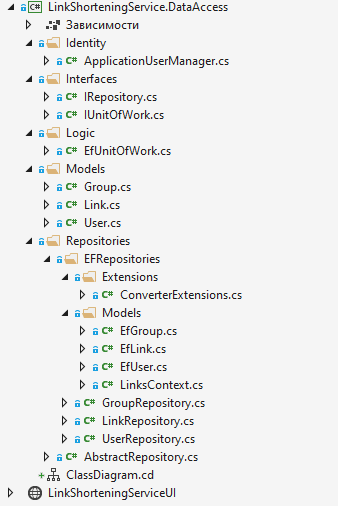 LinkShorteningService.DataAccess
Зависимости
Identity
ApplicationUserManager.cs
Interfaces
IRepository.cs
IUnitOfWork.cs
Logic
EfUnitOfWork.cs
Models
Group.cs
Link.cs
User.cs
Repositories
EFRepositories
Extensions
ConverterExtensions.cs
Models
EfGroup.cs
EfLink.cs
EfUser.cs
LinksContext.cs
GroupRepository.cs
LinkRepository.cs
UserRepository.cs
AbstractRepository.cs
ClassDiagram.cd
LinkShorteningServiceUI